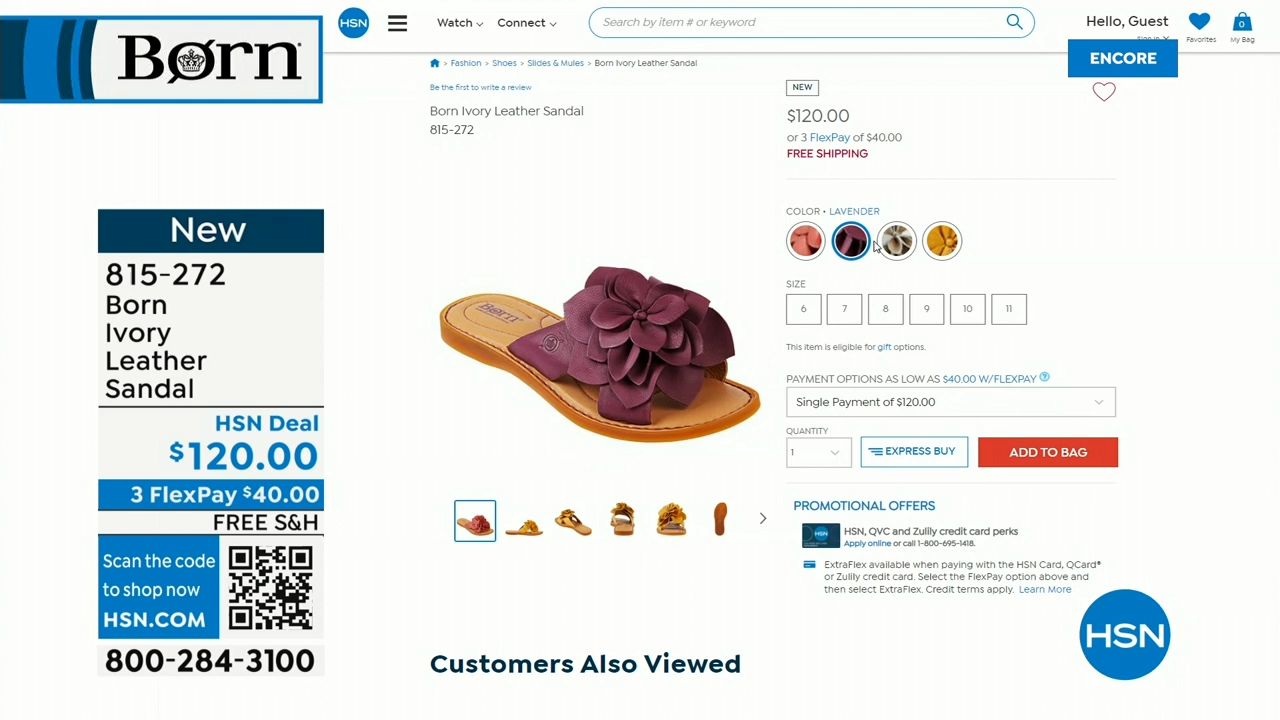 Børn
HSN
Watch
Connect
Search by item # or keyword
Hello, Guest
Sign in
Favorites
0
My Bag
ENCORE
> Fashion > Shoes > Slides & Mules > Born Ivory Leather Sandal
Be the first to write a review
Born Ivory Leather Sandal
815-272
NEW
$120.00
or 3 FlexPay of $40.00
FREE SHIPPING
COLOR • LAVENDER
SIZE
6 7 8 9 10 11
This item is eligible for gift options.
PAYMENT OPTIONS AS LOW AS $40.00 W/FLEXPAY ?
Single Payment of $120.00
QUANTITY
1
EXPRESS BUY
ADD TO BAG
PROMOTIONAL OFFERS
HSN, QVC and Zulily credit card perks
Apply online or call 1-800-695-1418.
ExtraFlex available when paying with the HSN Card, QCard®
or Zulily credit card. Select the FlexPay option above and
then select ExtraFlex. Credit terms apply. Learn More
Børn
Customers Also Viewed
HSN
New
815-272
Born
Ivory
Leather
Sandal
HSN Deal
$120.00
3 FlexPay $40.00
FREE S&H
Scan the code
to shop now
HSN.COM
800-284-3100